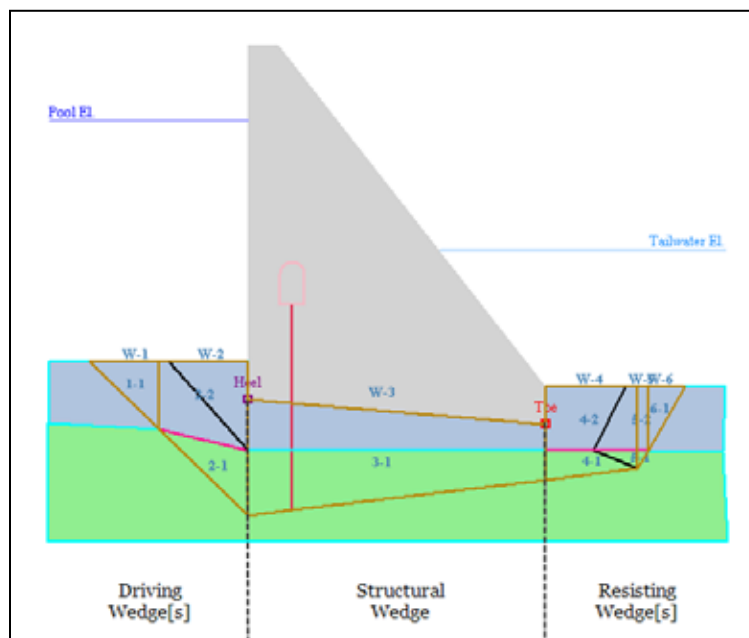 Pool El.
Tailwater El.
W-1
W-2
Heel
W-3
W-4
W-6
Toe
1-1
2-2
4-2
6-1
2-1
3-1
4-1
Driving
Wedge[s]
Structural
Wedge
Resisting
Wedge[s]